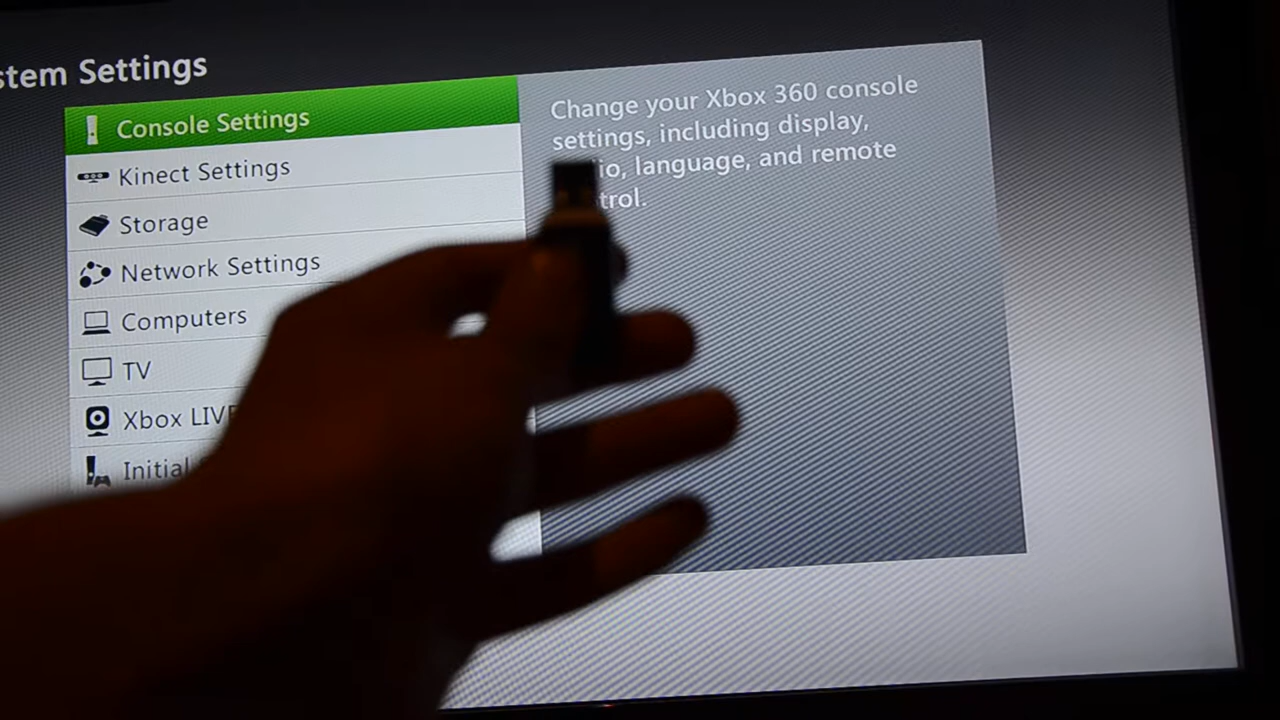 stem Settings
Console Settings
Kinect Settings
Storage
Network Settings
Computers
TV
Xbox LIVE
Initial
Change your Xbox 360 console
settings, including display,
io, language, and remote
trol.